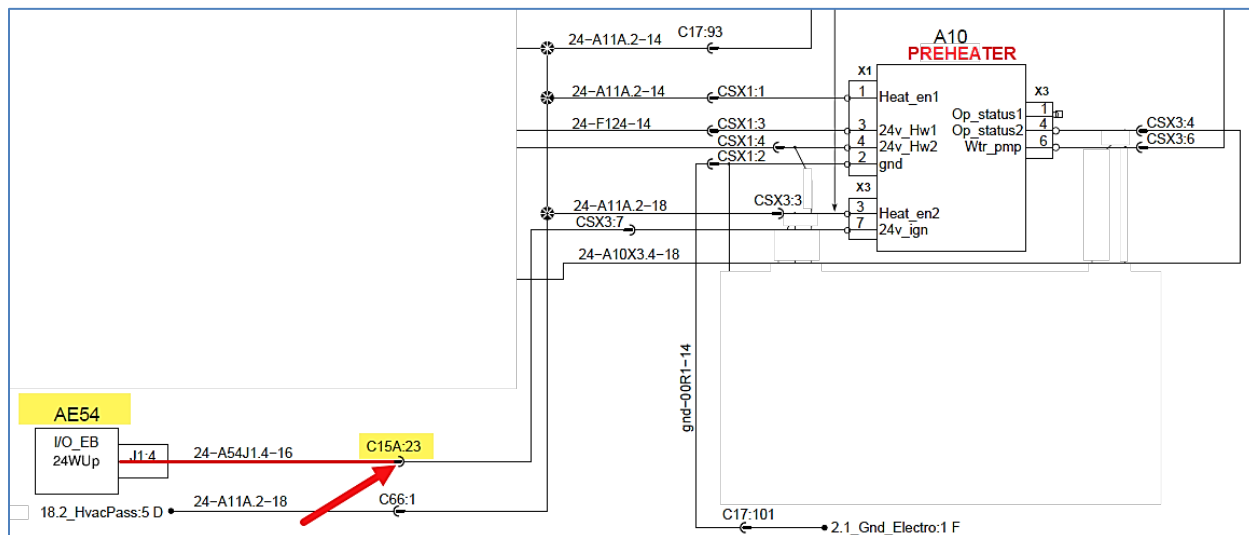 24-A11A.2-14
C17:93
A10
PREHEATER
X1
X3
24-A11A.2-14
CSX1:1
1
Heat_en1
Op_status1
1
24-F124-14
CSX1:3
3
24v_Hw1
Op_status2
4
CSX3:4
CSX1:4
4
24v_Hw2
Wtr_pmp
6
CSX3:6
CSX1:2
2
gnd
X3
24-A11A.2-18
CSX3:3
3
Heat_en2
CSX3:7
7
24v_ign
24-A10X3.4-18
gnd-00R1-14
AE54
I/O_EB
24WUp
J1:4
24-A54J1.4-16
C15A:23
18.2_HvacPass:5 D
24-A11A.2-18
C66:1
C17:101
2.1_Gnd_Electro:1 F